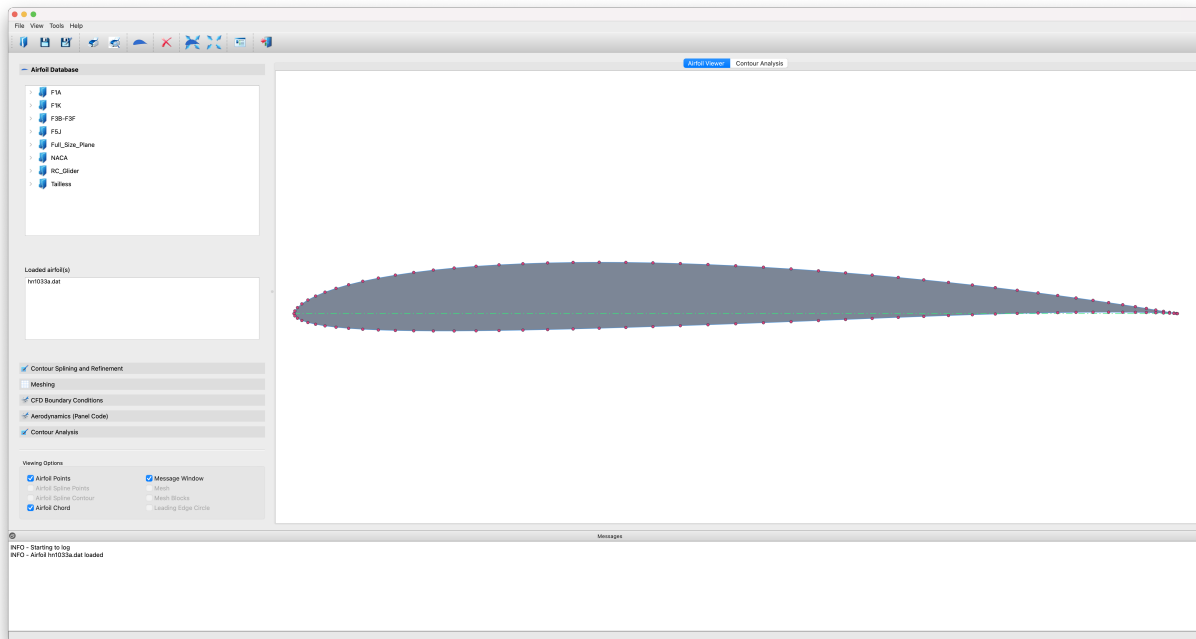 File View Tools Help
Airfoil Database
Airfoil Viewer Contour Analysis
F1A
F1K
F3B-F3F
F5J
Full_Size_Plane
NACA
RC_Glider
Tailless
Loaded airfoil(s)
hn1033a.dat
Contour Splining and Refinement
Meshing
CFD Boundary Conditions
Aerodynamics (Panel Code)
Contour Analysis
Viewing Options
Airfoil Points Message Window
Airfoil Spline Points Mesh
Airfoil Spline Contour Mesh Blocks
Airfoil Chord Leading Edge Circle
Messages
INFO - Starting to log
INFO - Airfoil hn1033a.dat loaded